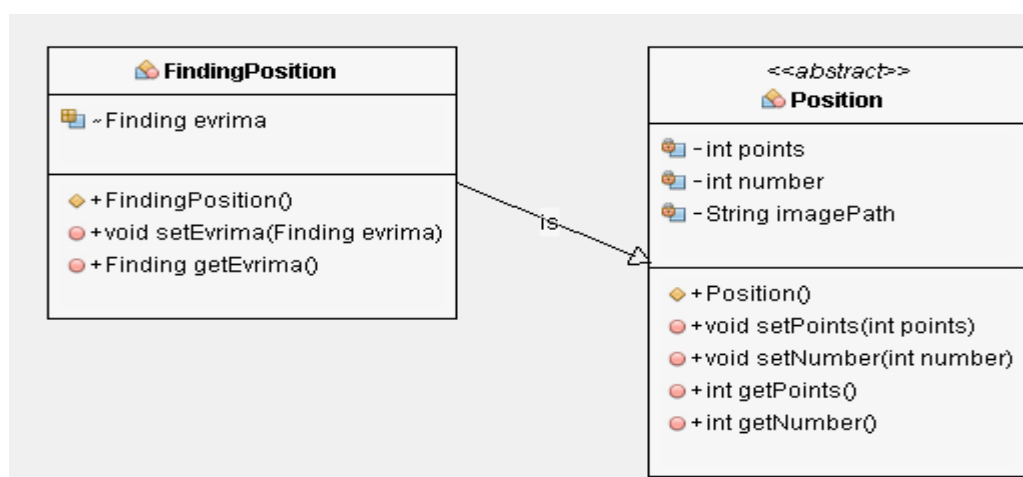 FindingPosition
~Finding evrima
+FindingPosition()
+void setEvrima(Finding evrima)
+Finding getEvrima()
is
<<abstract>>
Position
-int points
-int number
-String imagePath
+Position()
+void setPoints(int points)
+void setNumber(int number)
+int getPoints()
+int getNumber()